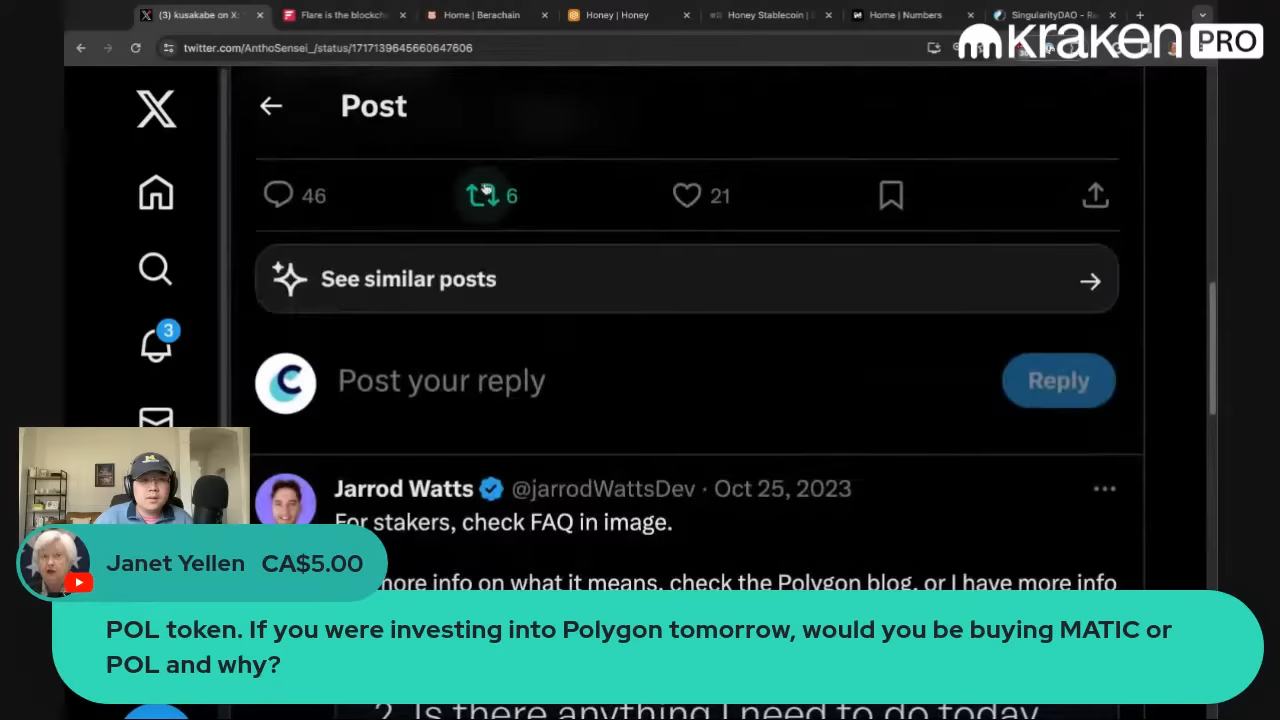 (3) kusakabe on X:
Flare is the blockch
Home | Berachain
Honey | Honey
Honey Stablecoin |
Home | Numbers
SingularityDAO - R
twitter.com/AnthoSensei_/status/1717139645660647606
kraken PRO
Post
46
6
21
See similar posts
3
Post your reply
Reply
Jarrod Watts @jarrodWattsDev · Oct 25, 2023
For stakers, check FAQ in image.
more info on what it means, check the Polygon blog, or I have more info
Janet Yellen CA$5.00
POL token. If you were investing into Polygon tomorrow, would you be buying MATIC or
POL and why?
2. Is there anything I need to do today